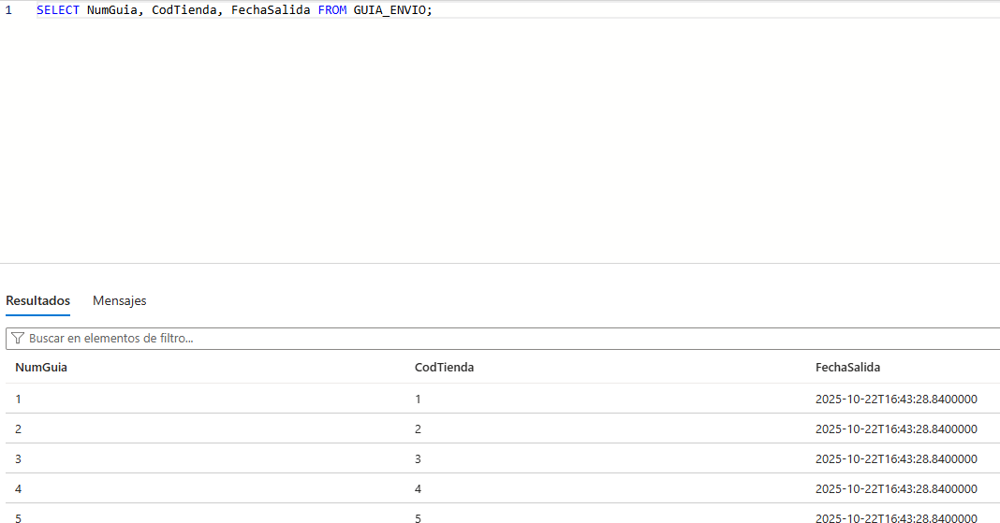 1 SELECT NumGuia, CodTienda, FechaSalida FROM GUIA_ENVIO;
Resultados Mensajes
Buscar en elementos de filtro...
NumGuia CodTienda FechaSalida
1 1 2025-10-22T16:43:28.8400000
2 2 2025-10-22T16:43:28.8400000
3 3 2025-10-22T16:43:28.8400000
4 4 2025-10-22T16:43:28.8400000
5 5 2025-10-22T16:43:28.8400000